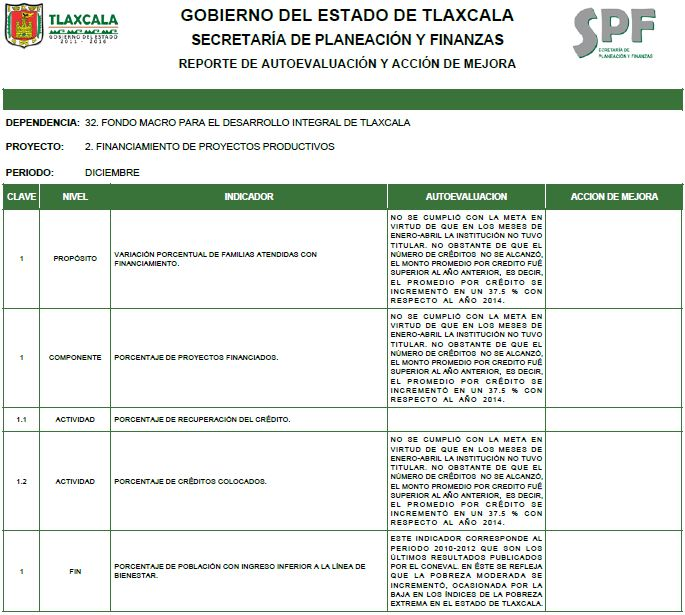 TLAXCALA
GOBIERNO DEL ESTADO
2011 - 2016
GOBIERNO DEL ESTADO DE TLAXCALA
SECRETARÍA DE PLANEACIÓN Y FINANZAS
REPORTE DE AUTOEVALUACIÓN Y ACCIÓN DE MEJORA
SPF
SECRETARÍA DE
PLANEACIÓN Y FINANZAS
DEPENDENCIA: 32. FONDO MACRO PARA EL DESARROLLO INTEGRAL DE TLAXCALA
PROYECTO: 2. FINANCIAMIENTO DE PROYECTOS PRODUCTIVOS
PERIODO: DICIEMBRE
CLAVE NIVEL INDICADOR AUTOEVALUACION ACCION DE MEJORA
1 PROPÓSITO
VARIACIÓN PORCENTUAL DE FAMILIAS ATENDIDAS CON
FINANCIAMIENTO.
NO SE CUMPLIÓ CON LA META EN
VIRTUD DE QUE EN LOS MESES DE
ENERO-ABRIL LA INSTITUCIÓN NO TUVO
TITULAR. NO OBSTANTE DE QUE EL
NÚMERO DE CRÉDITOS NO SE ALCANZÓ,
EL MONTO PROMEDIO POR CREDITO FUÉ
SUPERIOR AL AÑO ANTERIOR, ES DECIR,
EL PROMEDIO POR CRÉDITO SE
INCREMENTÓ EN UN 37.5 % CON
RESPECTO AL AÑO 2014.
1 COMPONENTE PORCENTAJE DE PROYECTOS FINANCIADOS.
NO SE CUMPLIÓ CON LA META EN
VIRTUD DE QUE EN LOS MESES DE
ENERO-ABRIL LA INSTITUCIÓN NO TUVO
TITULAR. NO OBSTANTE DE QUE EL
NÚMERO DE CRÉDITOS NO SE ALCANZÓ,
EL MONTO PROMEDIO POR CREDITO FUÉ
SUPERIOR AL AÑO ANTERIOR, ES DECIR,
EL PROMEDIO POR CRÉDITO SE
INCREMENTÓ EN UN 37.5 % CON
RESPECTO AL AÑO 2014.
1.1 ACTIVIDAD PORCENTAJE DE RECUPERACIÓN DEL CRÉDITO.
1.2 ACTIVIDAD PORCENTAJE DE CRÉDITOS COLOCADOS.
NO SE CUMPLIÓ CON LA META EN
VIRTUD DE QUE EN LOS MESES DE
ENERO-ABRIL LA INSTITUCIÓN NO TUVO
TITULAR. NO OBSTANTE DE QUE EL
NÚMERO DE CRÉDITOS NO SE ALCANZÓ,
EL MONTO PROMEDIO POR CREDITO FUÉ
SUPERIOR AL AÑO ANTERIOR, ES DECIR,
EL PROMEDIO POR CRÉDITO SE
INCREMENTÓ EN UN 37.5 % CON
RESPECTO AL AÑO 2014.
1 FIN
PORCENTAJE DE POBLACIÓN CON INGRESO INFERIOR A LA LÍNEA DE
BIENESTAR.
ESTE INDICADOR CORRESPONDE AL
PERIODO 2010-2012 QUE SON LOS
ÚLTIMOS RESULTADOS PUBLICADOS
POR EL CONEVAL. EN ÉSTE SE REFLEJA
QUE LA POBREZA MODERADA SE
INCREMENTÓ, OCASIONADA POR LA
BAJA EN LOS ÍNDICES DE LA POBREZA
EXTREMA EN EL ESTADO DE TLAXCALA.